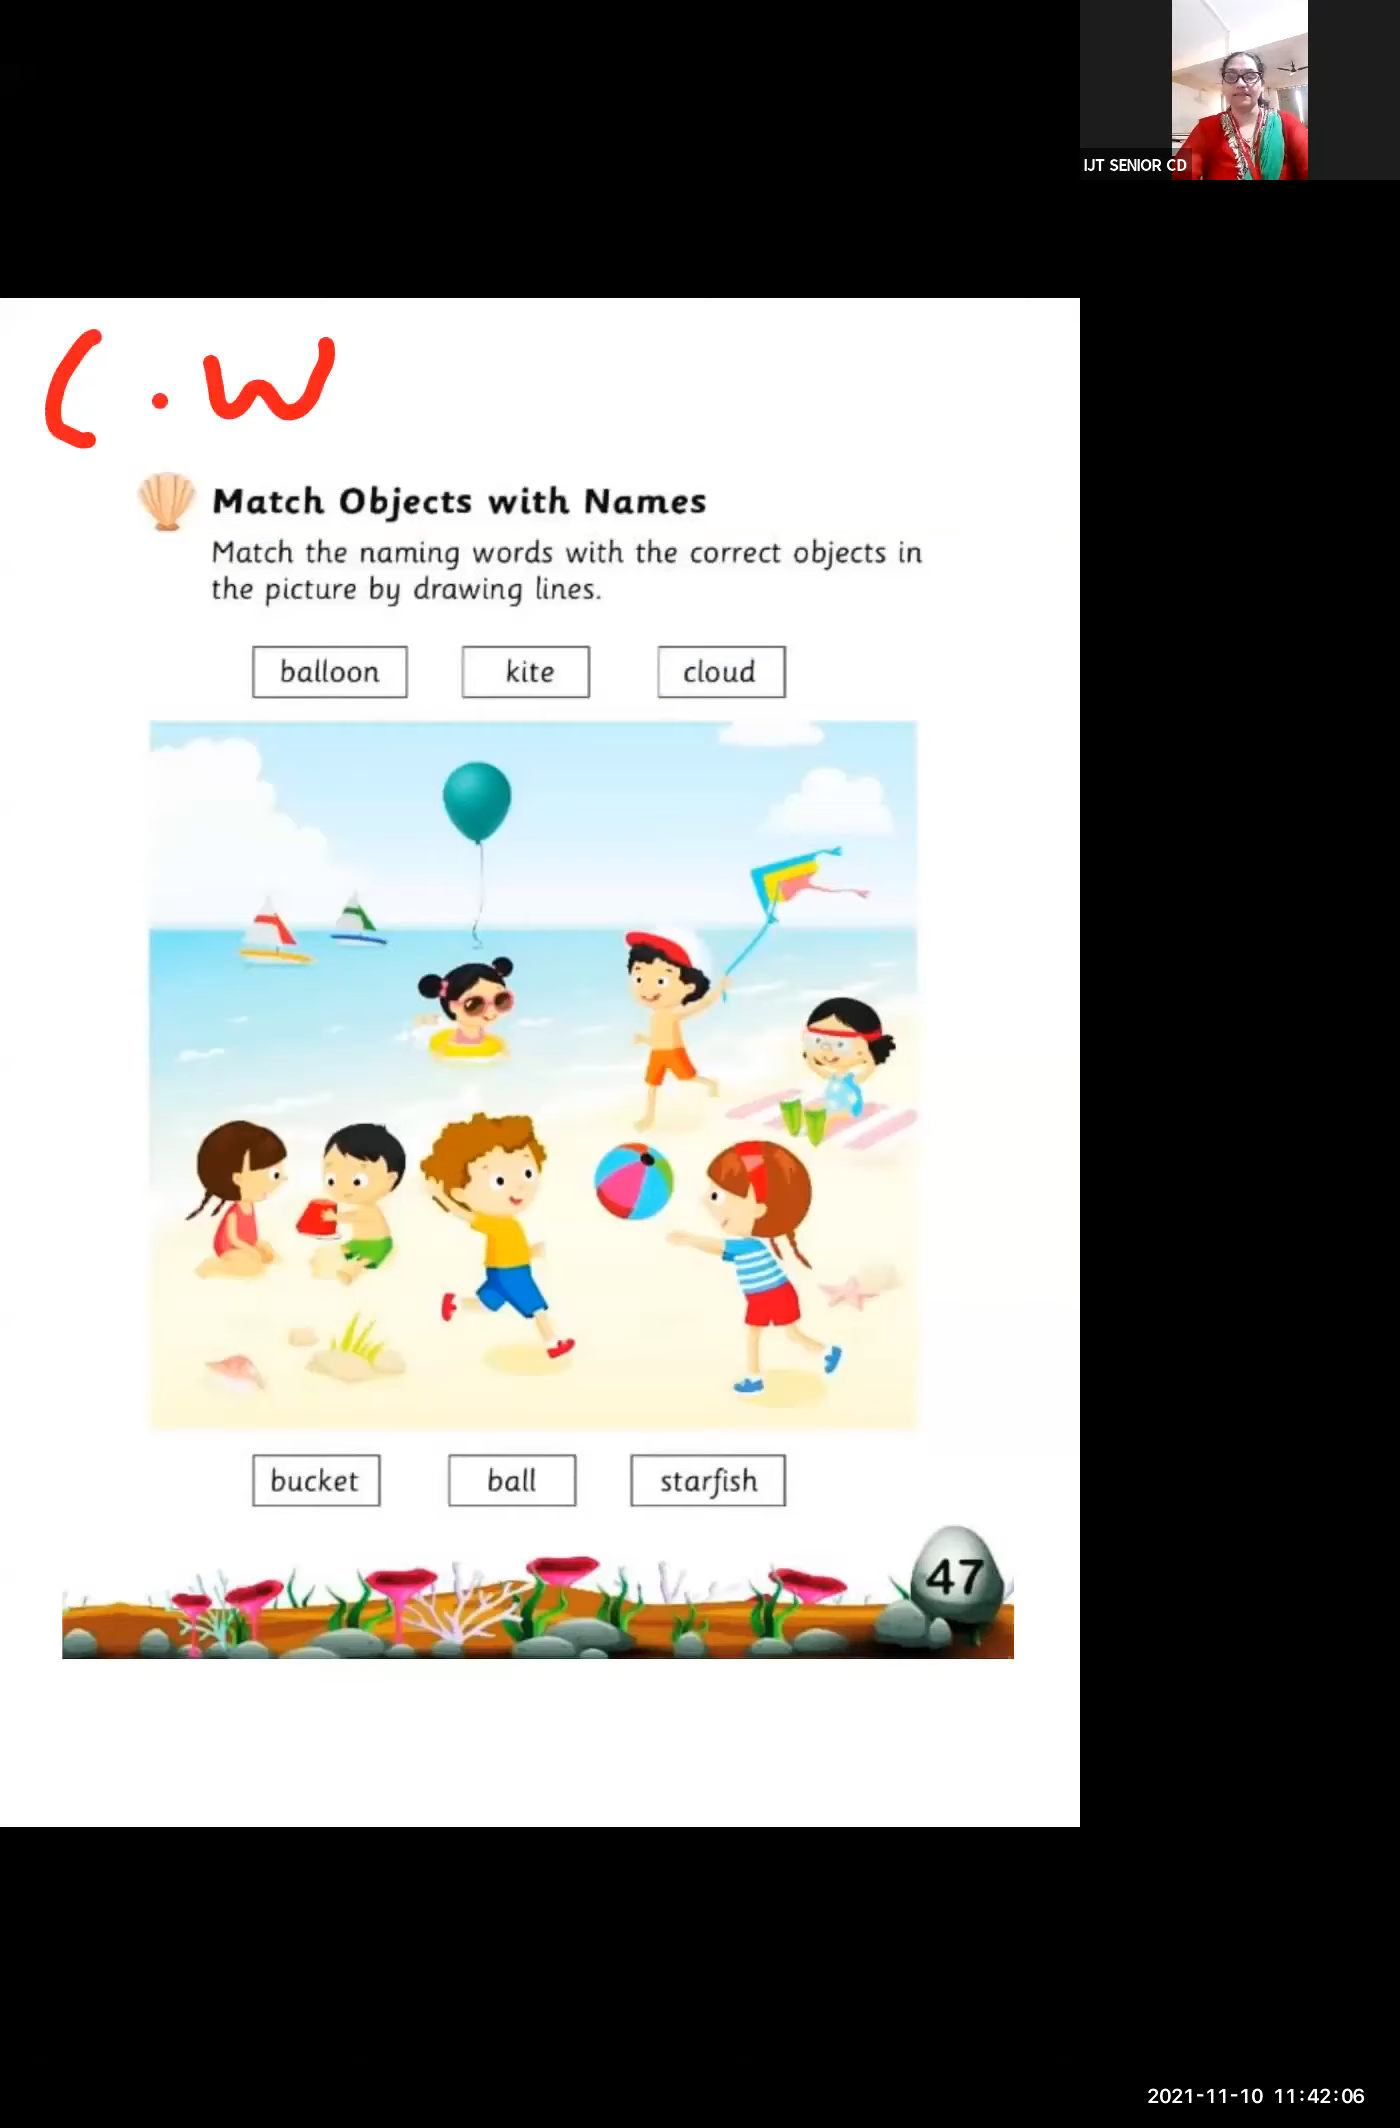 IJT SENIOR CD
C.W
Match Objects with Names
Match the naming words with the correct objects in
the picture by drawing lines.
balloon kite cloud
bucket ball starfish
47
2021-11-10 11:42:06